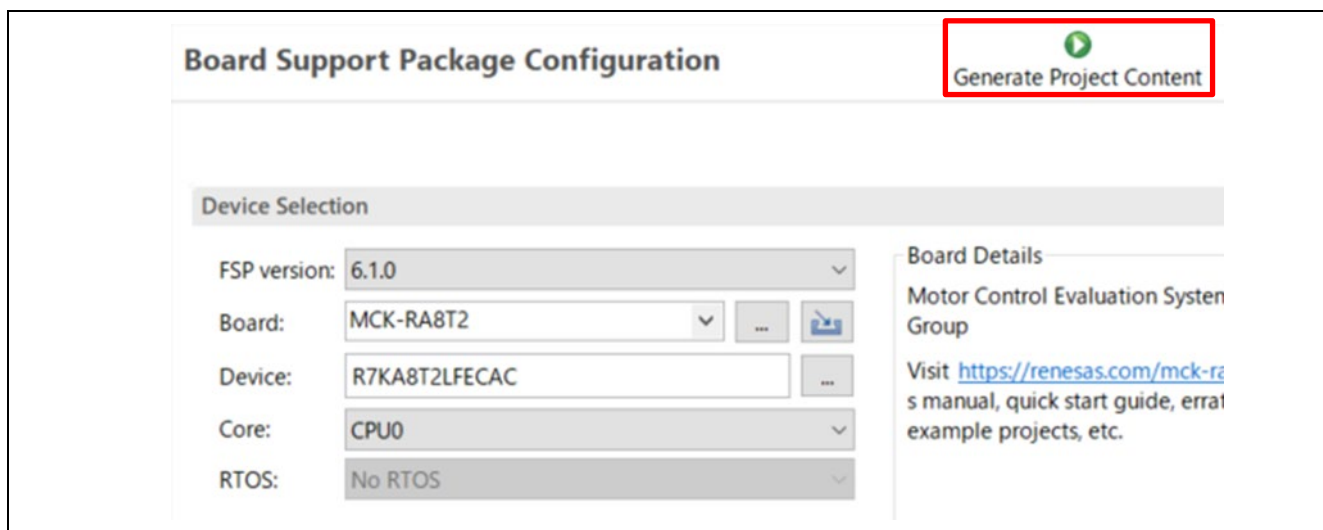 Board Support Package Configuration
Generate Project Content
Device Selection
FSP version: 6.1.0
Board: MCK-RA8T2 ...
Device: R7KA8T2LFECAC ...
Core: CPU0
RTOS: No RTOS
Board Details
Motor Control Evaluation System
Group
Visit https://renesas.com/mck-ra
s manual, quick start guide, errat
example projects, etc.